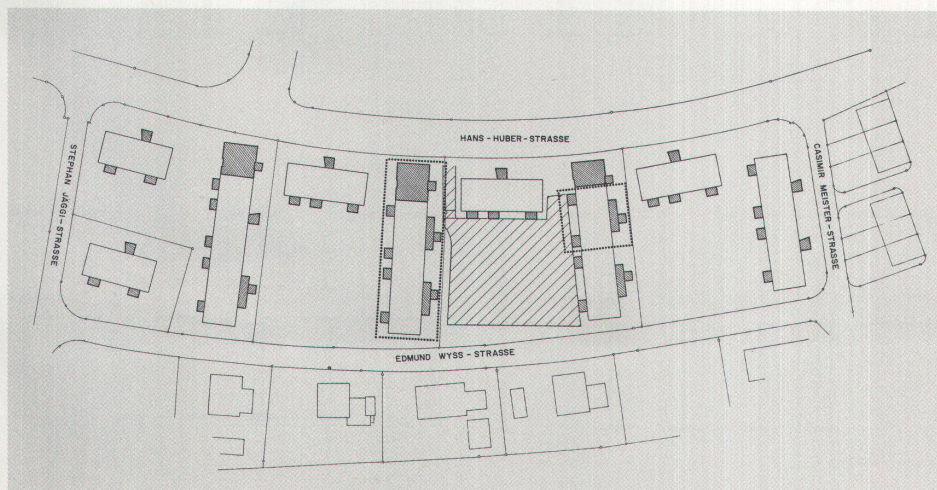 HANS - HUBER - STRASSE
STEPHAN JÄGGI - STRASSE
CASIMIR MEISTER - STRASSE
EDMUND WYSS - STRASSE